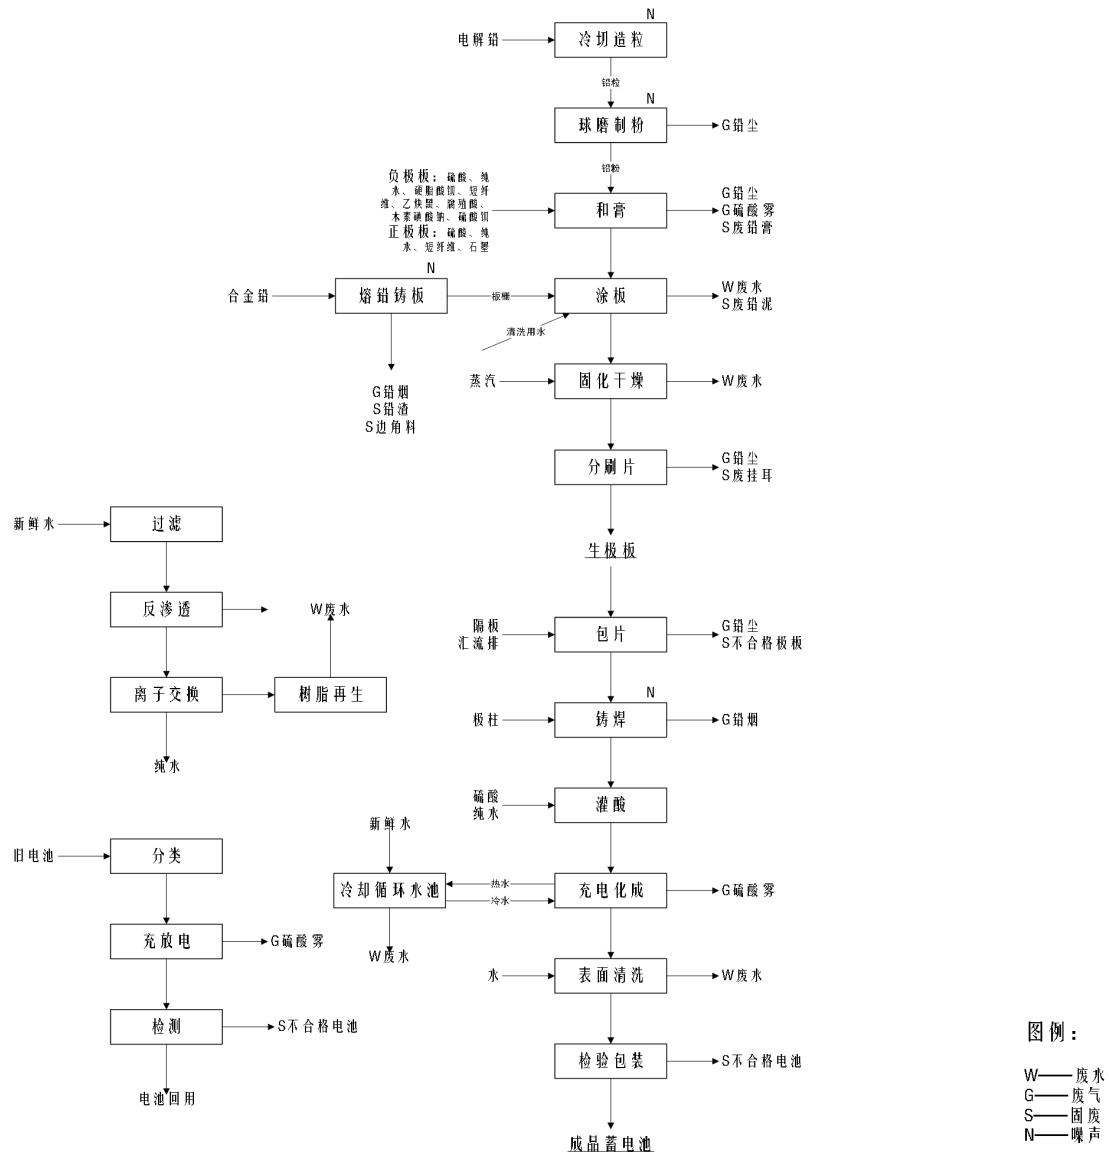 N
电解铅
冷切造粒
铅粒
N
球磨制粉
G铅尘
铅粉
负极板：硫酸、纯
水、硬脂酸钡、短纤
维、乙炔黑、腐殖酸、
木素磺酸钠、硫酸钡
正极板：硫酸、纯
水、短纤维、石墨
和膏
G铅尘
G硫酸雾
S废铅膏
N
合金铅
熔铅铸板
板栅
涂板
W废水
S废铅泥
清洗用水
G铅烟
S铅渣
S边角料
蒸汽
固化干燥
W废水
分刷片
G铅尘
S废挂耳
生极板
新鲜水
过滤
反渗透
W废水
离子交换
树脂再生
纯水
隔板
汇流排
包片
G铅尘
S不合格极板
N
极柱
铸焊
G铅烟
硫酸
纯水
灌酸
新鲜水
冷却循环水池
热水
冷水
充电化成
G硫酸雾
W废水
旧电池
分类
充放电
G硫酸雾
检测
S不合格电池
电池回用
水
表面清洗
W废水
检验包装
S不合格电池
成品蓄电池
图例：
W——废水
G——废气
S——固废
N——噪声